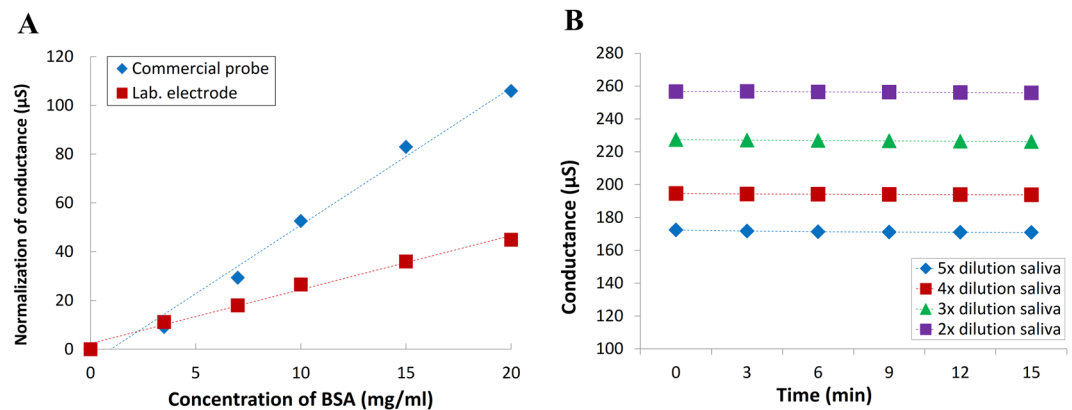 A
Normalization of conductance (µS)
120
100
80
60
40
20
0
Commercial probe
Lab. electrode
0 5 10 15 20
Concentration of BSA (mg/ml)
B
Conductance (µS)
280
260
240
220
200
180
160
140
120
100
5x dilution saliva
4x dilution saliva
3x dilution saliva
2x dilution saliva
0 3 6 9 12 15
Time (min)